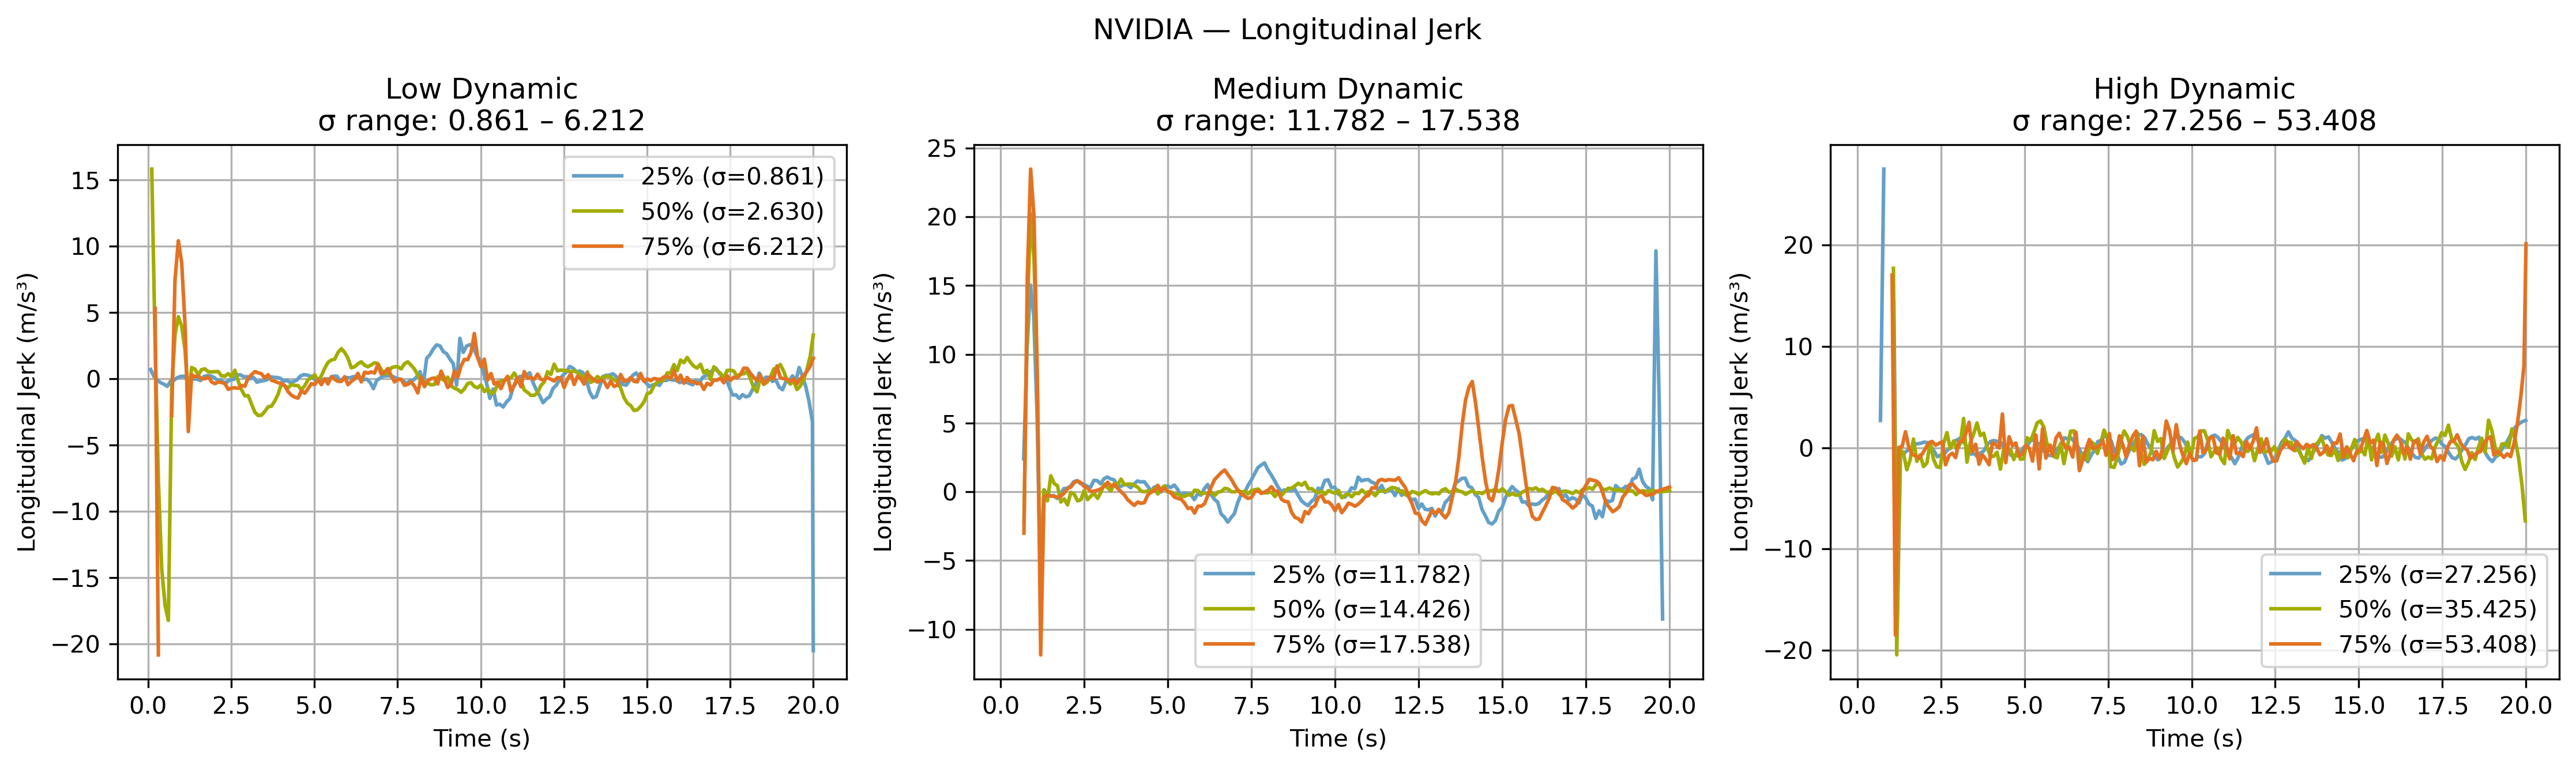 NVIDIA — Longitudinal Jerk
Low Dynamic
σ range: 0.861 – 6.212
Longitudinal Jerk (m/s³)
15
10
5
0
−5
−10
−15
−20
25% (σ=0.861)
50% (σ=2.630)
75% (σ=6.212)
0.0 2.5 5.0 7.5 10.0 12.5 15.0 17.5 20.0
Time (s)
Medium Dynamic
σ range: 11.782 – 17.538
Longitudinal Jerk (m/s³)
25
20
15
10
5
0
−5
−10
25% (σ=11.782)
50% (σ=14.426)
75% (σ=17.538)
0.0 2.5 5.0 7.5 10.0 12.5 15.0 17.5 20.0
Time (s)
High Dynamic
σ range: 27.256 – 53.408
Longitudinal Jerk (m/s³)
20
10
0
−10
−20
25% (σ=27.256)
50% (σ=35.425)
75% (σ=53.408)
0.0 2.5 5.0 7.5 10.0 12.5 15.0 17.5 20.0
Time (s)